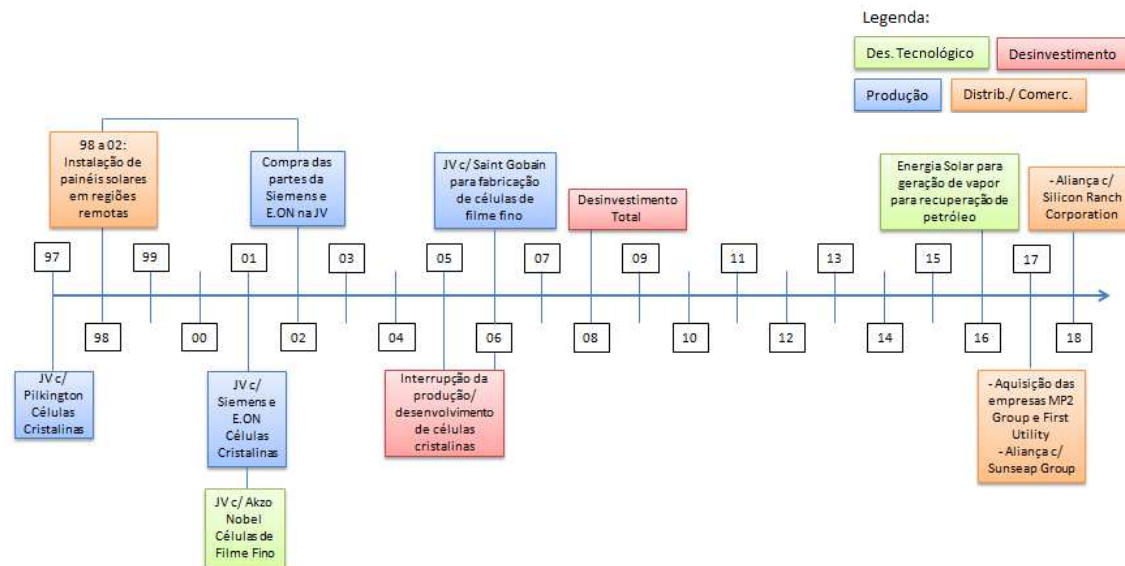 Legenda:
Des. Tecnológico
Desinvestimento
Produção
Distrib./ Comerc.
98 a 02:
Instalação de
painéis solares
em regiões
remotas
Compra das
partes da
Siemens e
E.ON na JV
JV c/ Saint Gobain
para fabricação
de células de
filme fino
Desinvestimento
Total
Energia Solar para
geração de vapor
para recuperação de
petróleo
- Aliança c/
Silicon Ranch
Corporation
97
99
01
03
05
07
09
11
13
15
17
98
00
02
04
06
08
10
12
14
16
18
JV c/
Pilkington
Células
Cristalinas
JV c/
Siemens e
E.ON
Células
Cristalinas
Interrupção da
produção/
desenvolvimento
de células
cristalinas
- Aquisição das
empresas MP2
Group e First
Utility
- Aliança c/
Sunseap Group
JV c/ Akzo
Nobel
Células de
Filme Fino